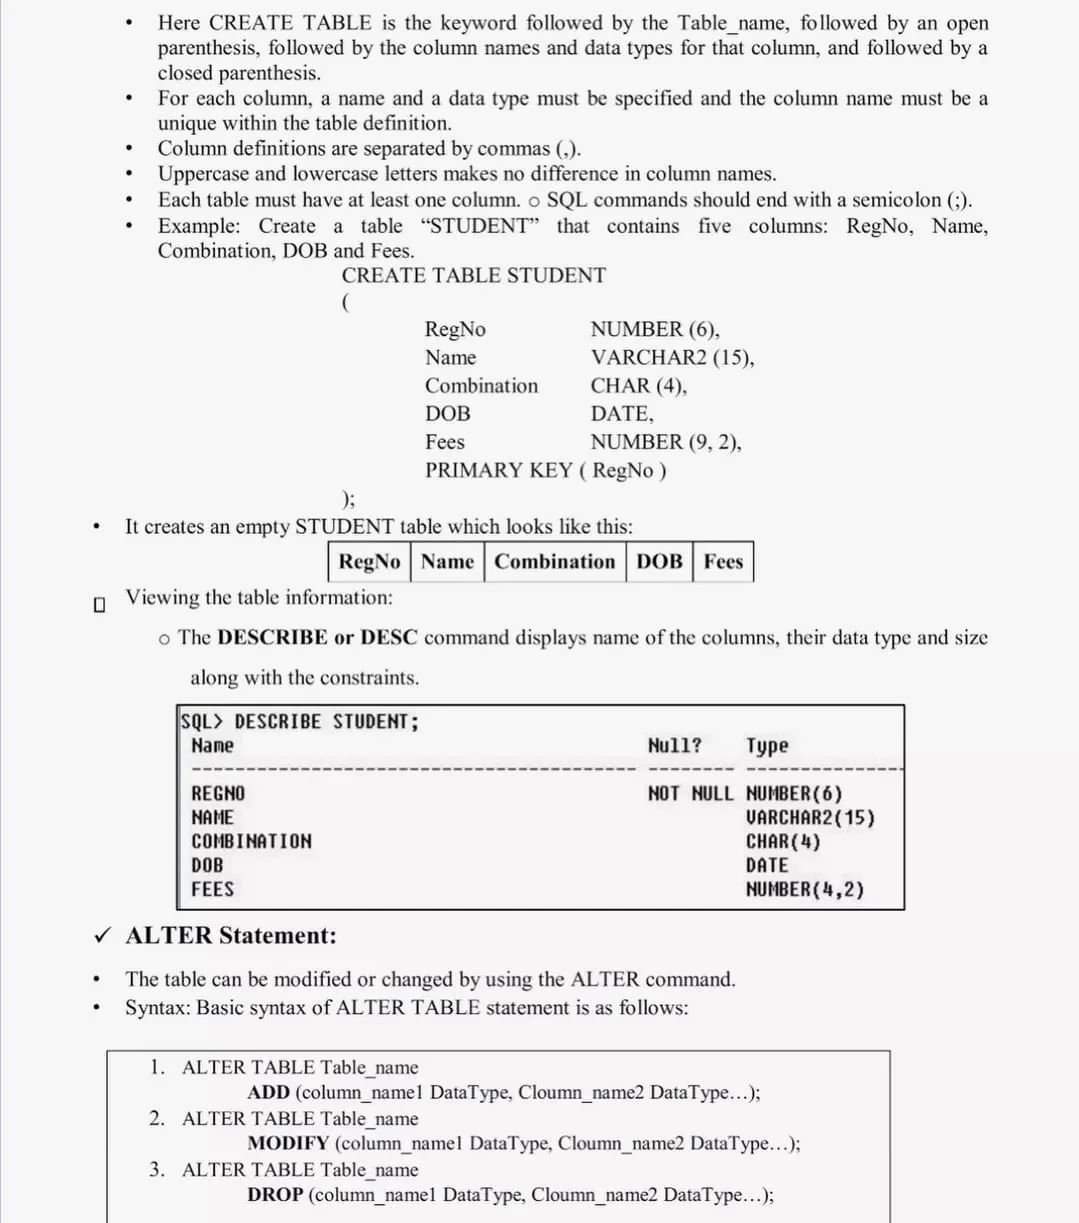 • Here CREATE TABLE is the keyword followed by the Table_name, followed by an open
parenthesis, followed by the column names and data types for that column, and followed by a
closed parenthesis.
• For each column, a name and a data type must be specified and the column name must be a
unique within the table definition.
• Column definitions are separated by commas (,).
• Uppercase and lowercase letters makes no difference in column names.
• Each table must have at least one column. o SQL commands should end with a semicolon (;).
• Example: Create a table “STUDENT” that contains five columns: RegNo, Name,
Combination, DOB and Fees.
CREATE TABLE STUDENT
(
RegNo NUMBER (6),
Name VARCHAR2 (15),
Combination CHAR (4),
DOB DATE,
Fees NUMBER (9, 2),
PRIMARY KEY ( RegNo )
);
• It creates an empty STUDENT table which looks like this:
RegNo Name Combination DOB Fees
Viewing the table information:
o The DESCRIBE or DESC command displays name of the columns, their data type and size
along with the constraints.
SQL> DESCRIBE STUDENT;
Name Null? Type
REGNO NOT NULL NUMBER(6)
NAME VARCHAR2(15)
COMBINATION CHAR(4)
DOB DATE
FEES NUMBER(4,2)
✓ ALTER Statement:
• The table can be modified or changed by using the ALTER command.
• Syntax: Basic syntax of ALTER TABLE statement is as follows:
1. ALTER TABLE Table_name
ADD (column_name1 DataType, Cloumn_name2 DataType…);
2. ALTER TABLE Table_name
MODIFY (column_name1 DataType, Cloumn_name2 DataType…);
3. ALTER TABLE Table_name
DROP (column_name1 DataType, Cloumn_name2 DataType…);